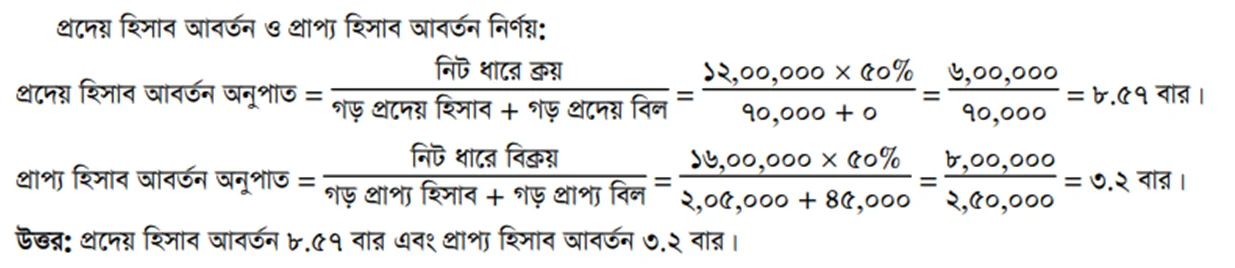 প্রদেয় হিসাব আবর্তন ও প্রাপ্য হিসাব আবর্তন নির্ণয়:
প্রদেয় হিসাব আবর্তন অনুপাত = নিট ধারে ক্রয় / গড় প্রদেয় হিসাব + গড় প্রদেয় বিল = ১২,০০,০০০ × ৫০% / ৭০,০০০ + ০ = ৬,০০,০০০ / ৭০,০০০ = ৮.৫৭ বার।
প্রাপ্য হিসাব আবর্তন অনুপাত = নিট ধারে বিক্রয় / গড় প্রাপ্য হিসাব + গড় প্রাপ্য বিল = ১৬,০০,০০০ × ৫০% / ২,০৫,০০০ + ৪৫,০০০ = ৮,০০,০০০ / ২,৫০,০০০ = ৩.২ বার।
উত্তর: প্রদেয় হিসাব আবর্তন ৮.৫৭ বার এবং প্রাপ্য হিসাব আবর্তন ৩.২ বার।